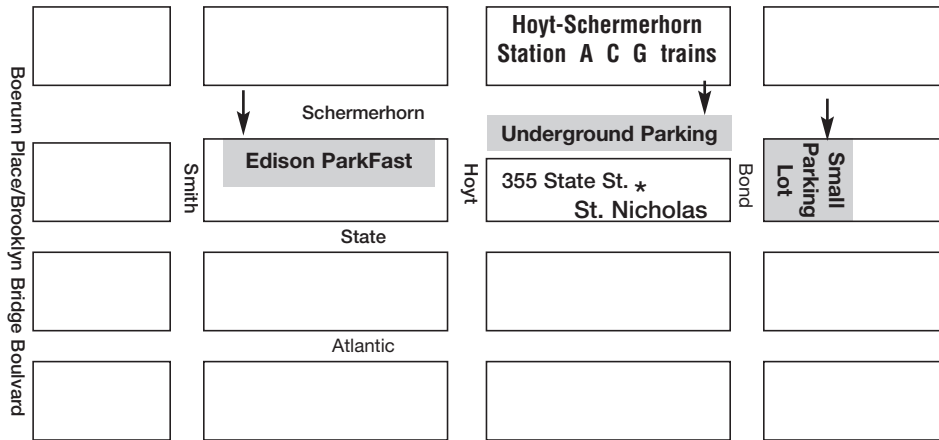 Hoyt-Schermerhorn
Station A C G trains
Schermerhorn
Underground Parking
Edison ParkFast
Boerum Place/Brooklyn Bridge Boulvard
Smith
Hoyt
355 State St. *
St. Nicholas
Bond
Small
Parking
Lot
State
Atlantic